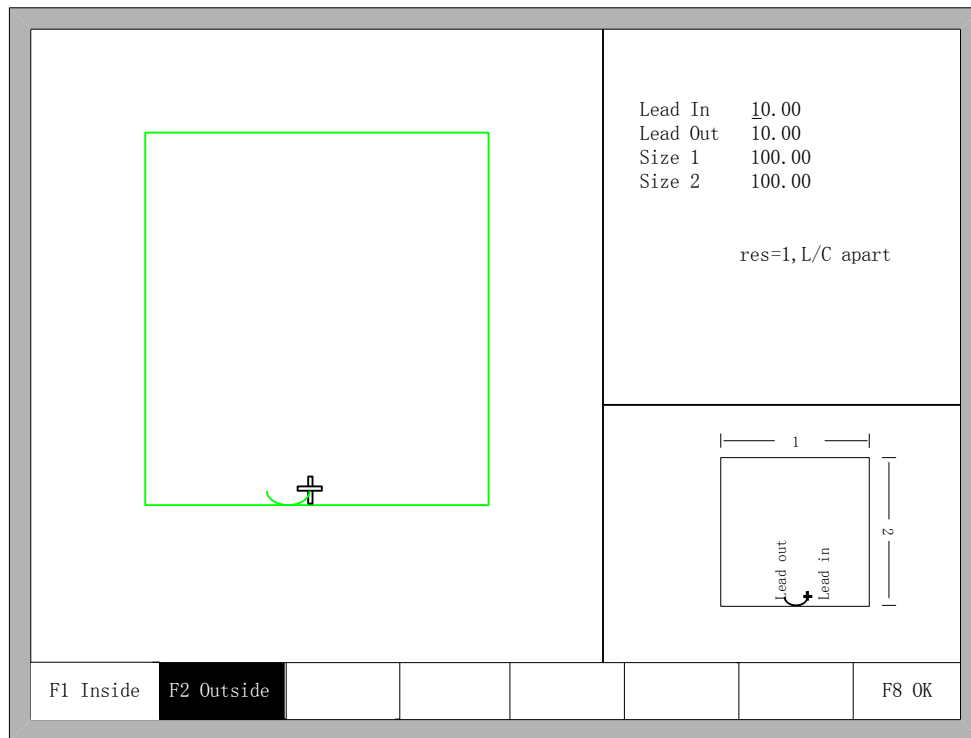 Lead In 10.00
Lead Out 10.00
Size 1 100.00
Size 2 100.00
res=1,L/C apart
1
2
Lead out
Lead in
F1 Inside
F2 Outside
F8 OK